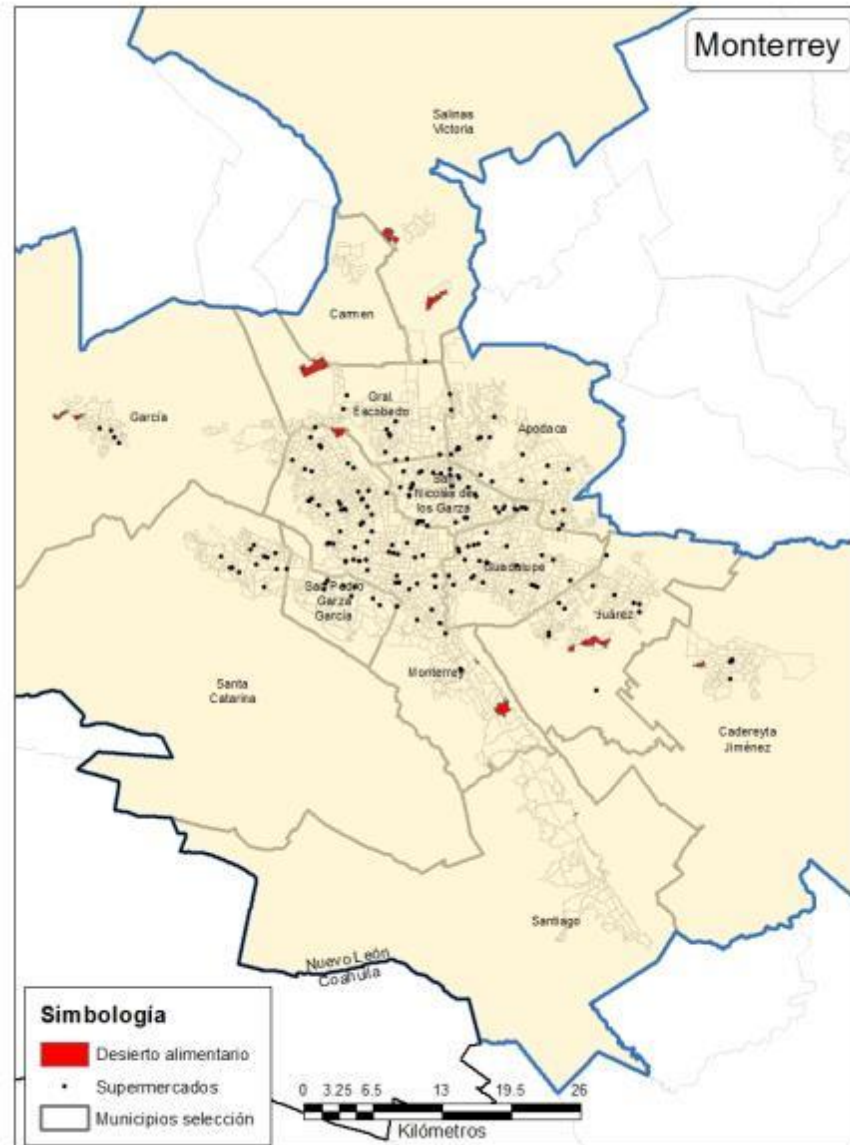 Monterrey
Salinas
Victoria
Carmen
García
Gral.
Escobedo
Apodaca
San
Nicolás de
los Garza
Guadalupe
San Pedro
Garza
García
Juárez
Monterrey
Santa
Catarina
Cadereyta
Jiménez
Santiago
Nuevo León
Coahuila
Simbología
Desierto alimentario
Supermercados
Municipios selección
0 3.25 6.5 13 19.5 26
Kilómetros